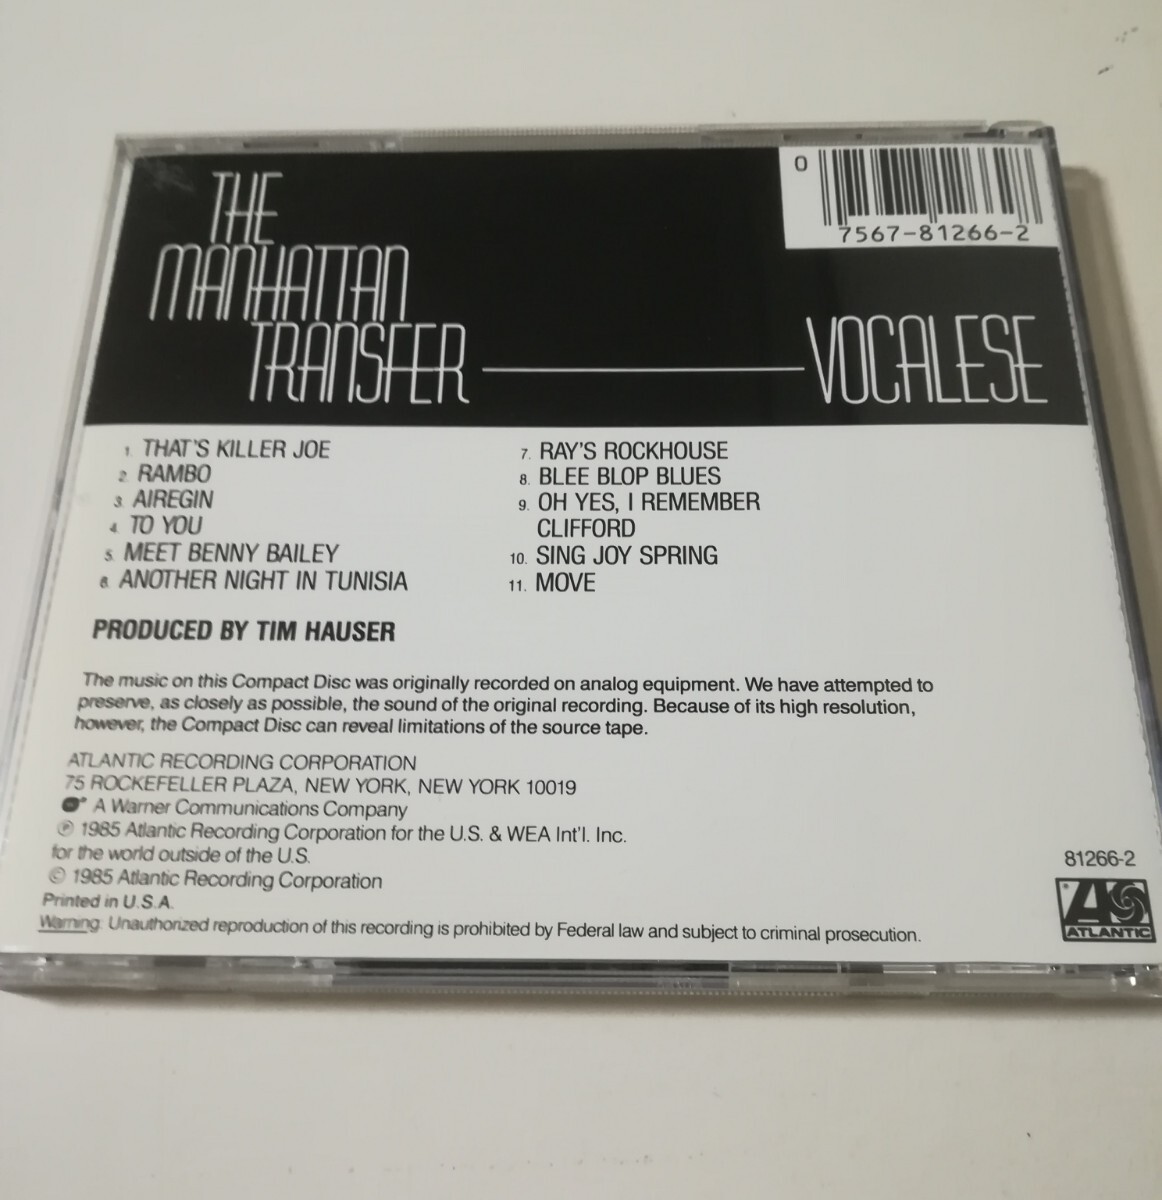 THE
MANHATTAN
TRANSFER
VOCALESE
0
7567-81266-2
1. THAT'S KILLER JOE
2. RAMBO
3. AIREGIN
4. TO YOU
5. MEET BENNY BAILEY
6. ANOTHER NIGHT IN TUNISIA
7. RAY'S ROCKHOUSE
8. BLEE BLOP BLUES
9. OH YES, I REMEMBER
CLIFFORD
10. SING JOY SPRING
11. MOVE
PRODUCED BY TIM HAUSER
The music on this Compact Disc was originally recorded on analog equipment. We have attempted to
preserve, as closely as possible, the sound of the original recording. Because of its high resolution,
however, the Compact Disc can reveal limitations of the source tape.
ATLANTIC RECORDING CORPORATION
75 ROCKEFELLER PLAZA, NEW YORK, NEW YORK 10019
A Warner Communications Company
℗ 1985 Atlantic Recording Corporation for the U.S. & WEA Int'l. Inc.
for the world outside of the U.S.
© 1985 Atlantic Recording Corporation
Printed in U.S.A.
Warning: Unauthorized reproduction of this recording is prohibited by Federal law and subject to criminal prosecution.
81266-2
ATLANTIC